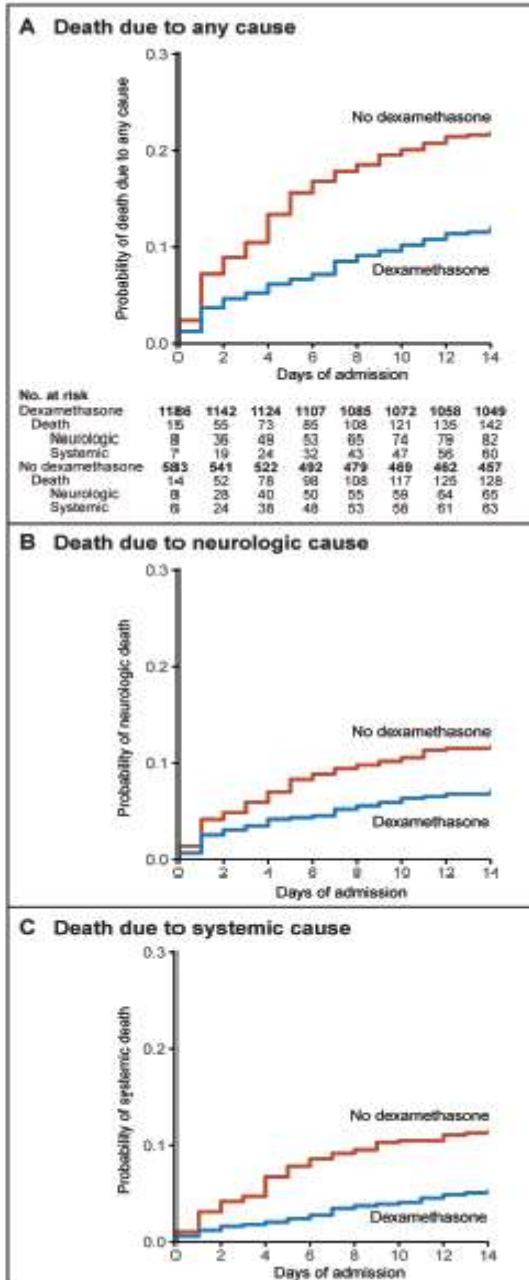 A Death due to any cause
0.3
0.2
0.1
0.0
Probability of death due to any cause
No dexamethasone
Dexamethasone
0 2 4 6 8 10 12 14
Days of admission
No. at risk
Dexamethasone 1186 1142 1124 1107 1085 1072 1058 1049
Death 15 55 73 85 108 121 135 142
Neurologic 8 36 49 53 65 74 79 82
Systemic 7 19 24 32 43 47 56 60
No dexamethasone 583 541 522 492 479 469 462 457
Death 14 52 78 98 108 117 125 128
Neurologic 8 28 40 50 55 59 64 65
Systemic 6 24 38 48 53 58 61 63
B Death due to neurologic cause
0.3
0.2
0.1
0.0
Probability of neurologic death
No dexamethasone
Dexamethasone
0 2 4 6 8 10 12 14
Days of admission
C Death due to systemic cause
0.3
0.2
0.1
0.0
Probability of systemic death
No dexamethasone
Dexamethasone
0 2 4 6 8 10 12 14
Days of admission